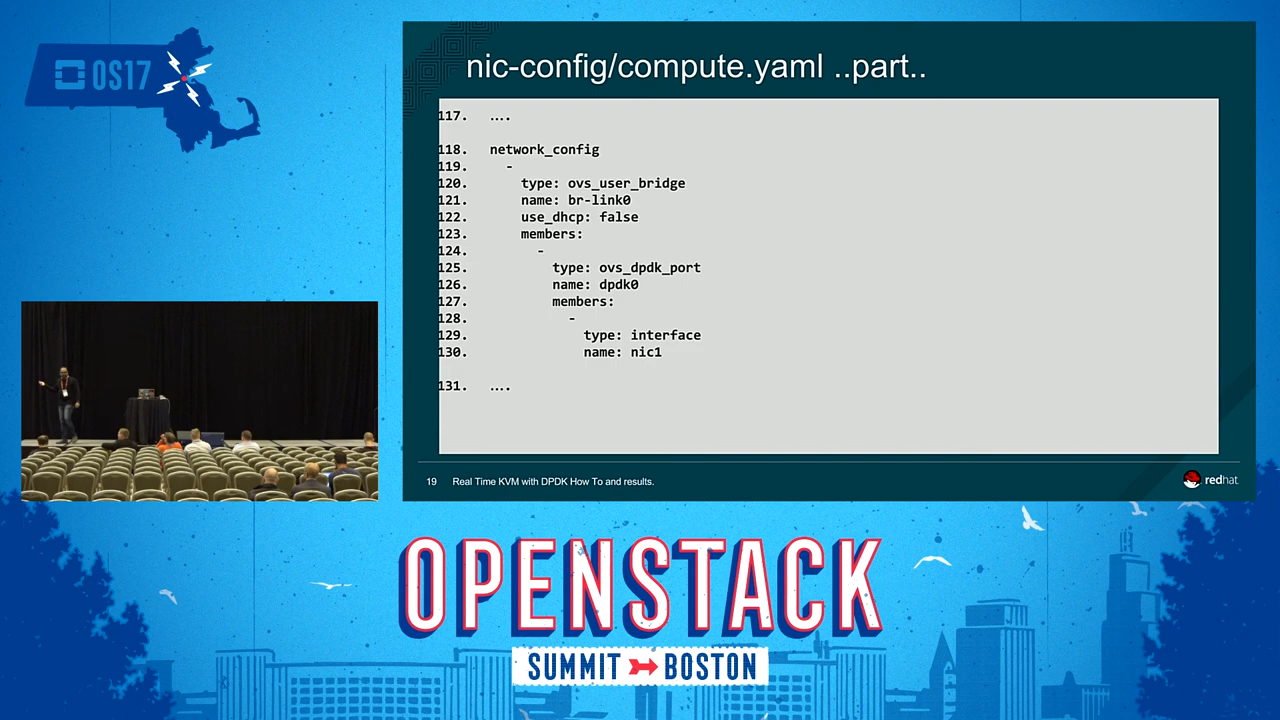 OS17
nic-config/compute.yaml ..part..
117. ….
118. network_config
119. -
120. type: ovs_user_bridge
121. name: br-link0
122. use_dhcp: false
123. members:
124. -
125. type: ovs_dpdk_port
126. name: dpdk0
127. members:
128. -
129. type: interface
130. name: nic1
131. ….
19 Real Time KVM with DPDK How To and results.
redhat.
OPENSTACK
SUMMIT BOSTON